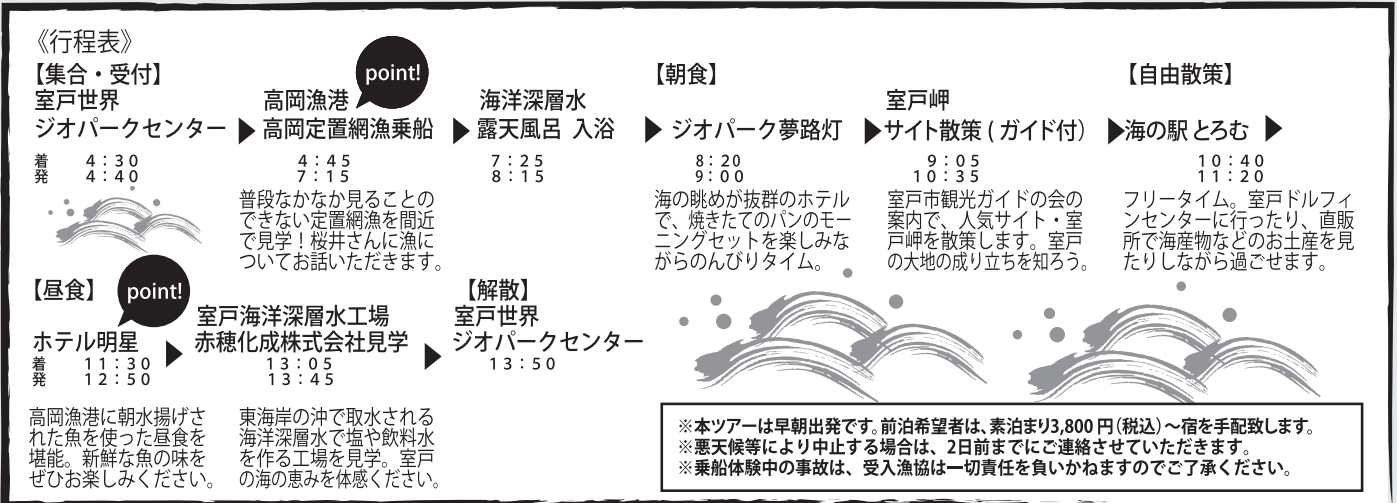 《行程表》
【集合・受付】
室戸世界
ジオパークセンター
着 4：30
発 4：40
point!
高岡漁港
高岡定置網漁乗船
4：45
7：15
普段なかなか見ることの
できない定置網漁を間近
で見学！桜井さんに漁に
ついてお話いただきます。
海洋深層水
露天風呂 入浴
7：25
8：15
【朝食】
ジオパーク夢路灯
8：20
9：00
海の眺めが抜群のホテル
で、焼きたてのパンのモー
ニングセットを楽しみな
がらのんびりタイム。
室戸岬
サイト散策 ( ガイド付）
9：05
10：35
室戸市観光ガイドの会の
案内で、人気サイト・室
戸岬を散策します。室戸
の大地の成り立ちを知ろう。
【自由散策】
海の駅 とろむ
10：40
11：20
フリータイム。室戸ドルフィ
ンセンターに行ったり、直販
所で海産物などのお土産を見
たりしながら過ごせます。
【昼食】
point!
ホテル明星
着 11：30
発 12：50
高岡漁港に朝水揚げさ
れた魚を使った昼食を
堪能。新鮮な魚の味を
ぜひお楽しみください。
室戸海洋深層水工場
赤穂化成株式会社見学
13：05
13：45
東海岸の沖で取水される
海洋深層水で塩や飲料水
を作る工場を見学。室戸
の海の恵みを体感ください。
【解散】
室戸世界
ジオパークセンター
13：50
※本ツアーは早朝出発です。前泊希望者は、素泊まり3,800 円（税込）～宿を手配致します。
※悪天候等により中止する場合は、2日前までにご連絡させていただきます。
※乗船体験中の事故は、受入漁協は一切責任を負いかねますのでご了承ください。